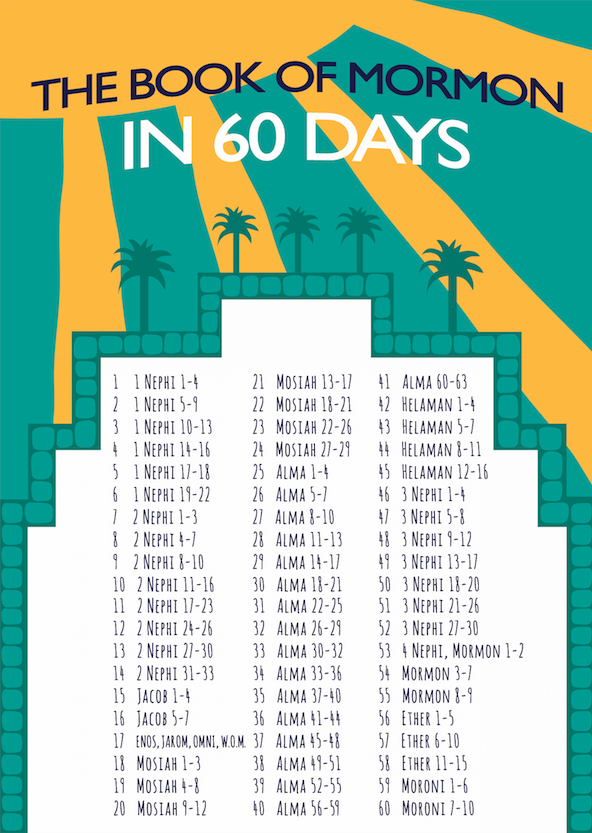 THE BOOK OF MORMON
IN 60 DAYS
1 1 Nephi 1-4
2 1 Nephi 5-9
3 1 Nephi 10-13
4 1 Nephi 14-16
5 1 Nephi 17-18
6 1 Nephi 19-22
7 2 Nephi 1-3
8 2 Nephi 4-7
9 2 Nephi 8-10
10 2 Nephi 11-16
11 2 Nephi 17-23
12 2 Nephi 24-26
13 2 Nephi 27-30
14 2 Nephi 31-33
15 Jacob 1-4
16 Jacob 5-7
17 ENOS, JAROM, OMNI, W.O.M.
18 Mosiah 1-3
19 Mosiah 4-8
20 Mosiah 9-12
21 Mosiah 13-17
22 Mosiah 18-21
23 Mosiah 22-26
24 Mosiah 27-29
25 Alma 1-4
26 Alma 5-7
27 Alma 8-10
28 Alma 11-13
29 Alma 14-17
30 Alma 18-21
31 Alma 22-25
32 Alma 26-29
33 Alma 30-32
34 Alma 33-36
35 Alma 37-40
36 Alma 41-44
37 Alma 45-48
38 Alma 49-51
39 Alma 52-55
40 Alma 56-59
41 Alma 60-63
42 Helaman 1-4
43 Helaman 5-7
44 Helaman 8-11
45 Helaman 12-16
46 3 Nephi 1-4
47 3 Nephi 5-8
48 3 Nephi 9-12
49 3 Nephi 13-17
50 3 Nephi 18-20
51 3 Nephi 21-26
52 3 Nephi 27-30
53 4 Nephi, Mormon 1-2
54 Mormon 3-7
55 Mormon 8-9
56 Ether 1-5
57 Ether 6-10
58 Ether 11-15
59 Moroni 1-6
60 Moroni 7-10